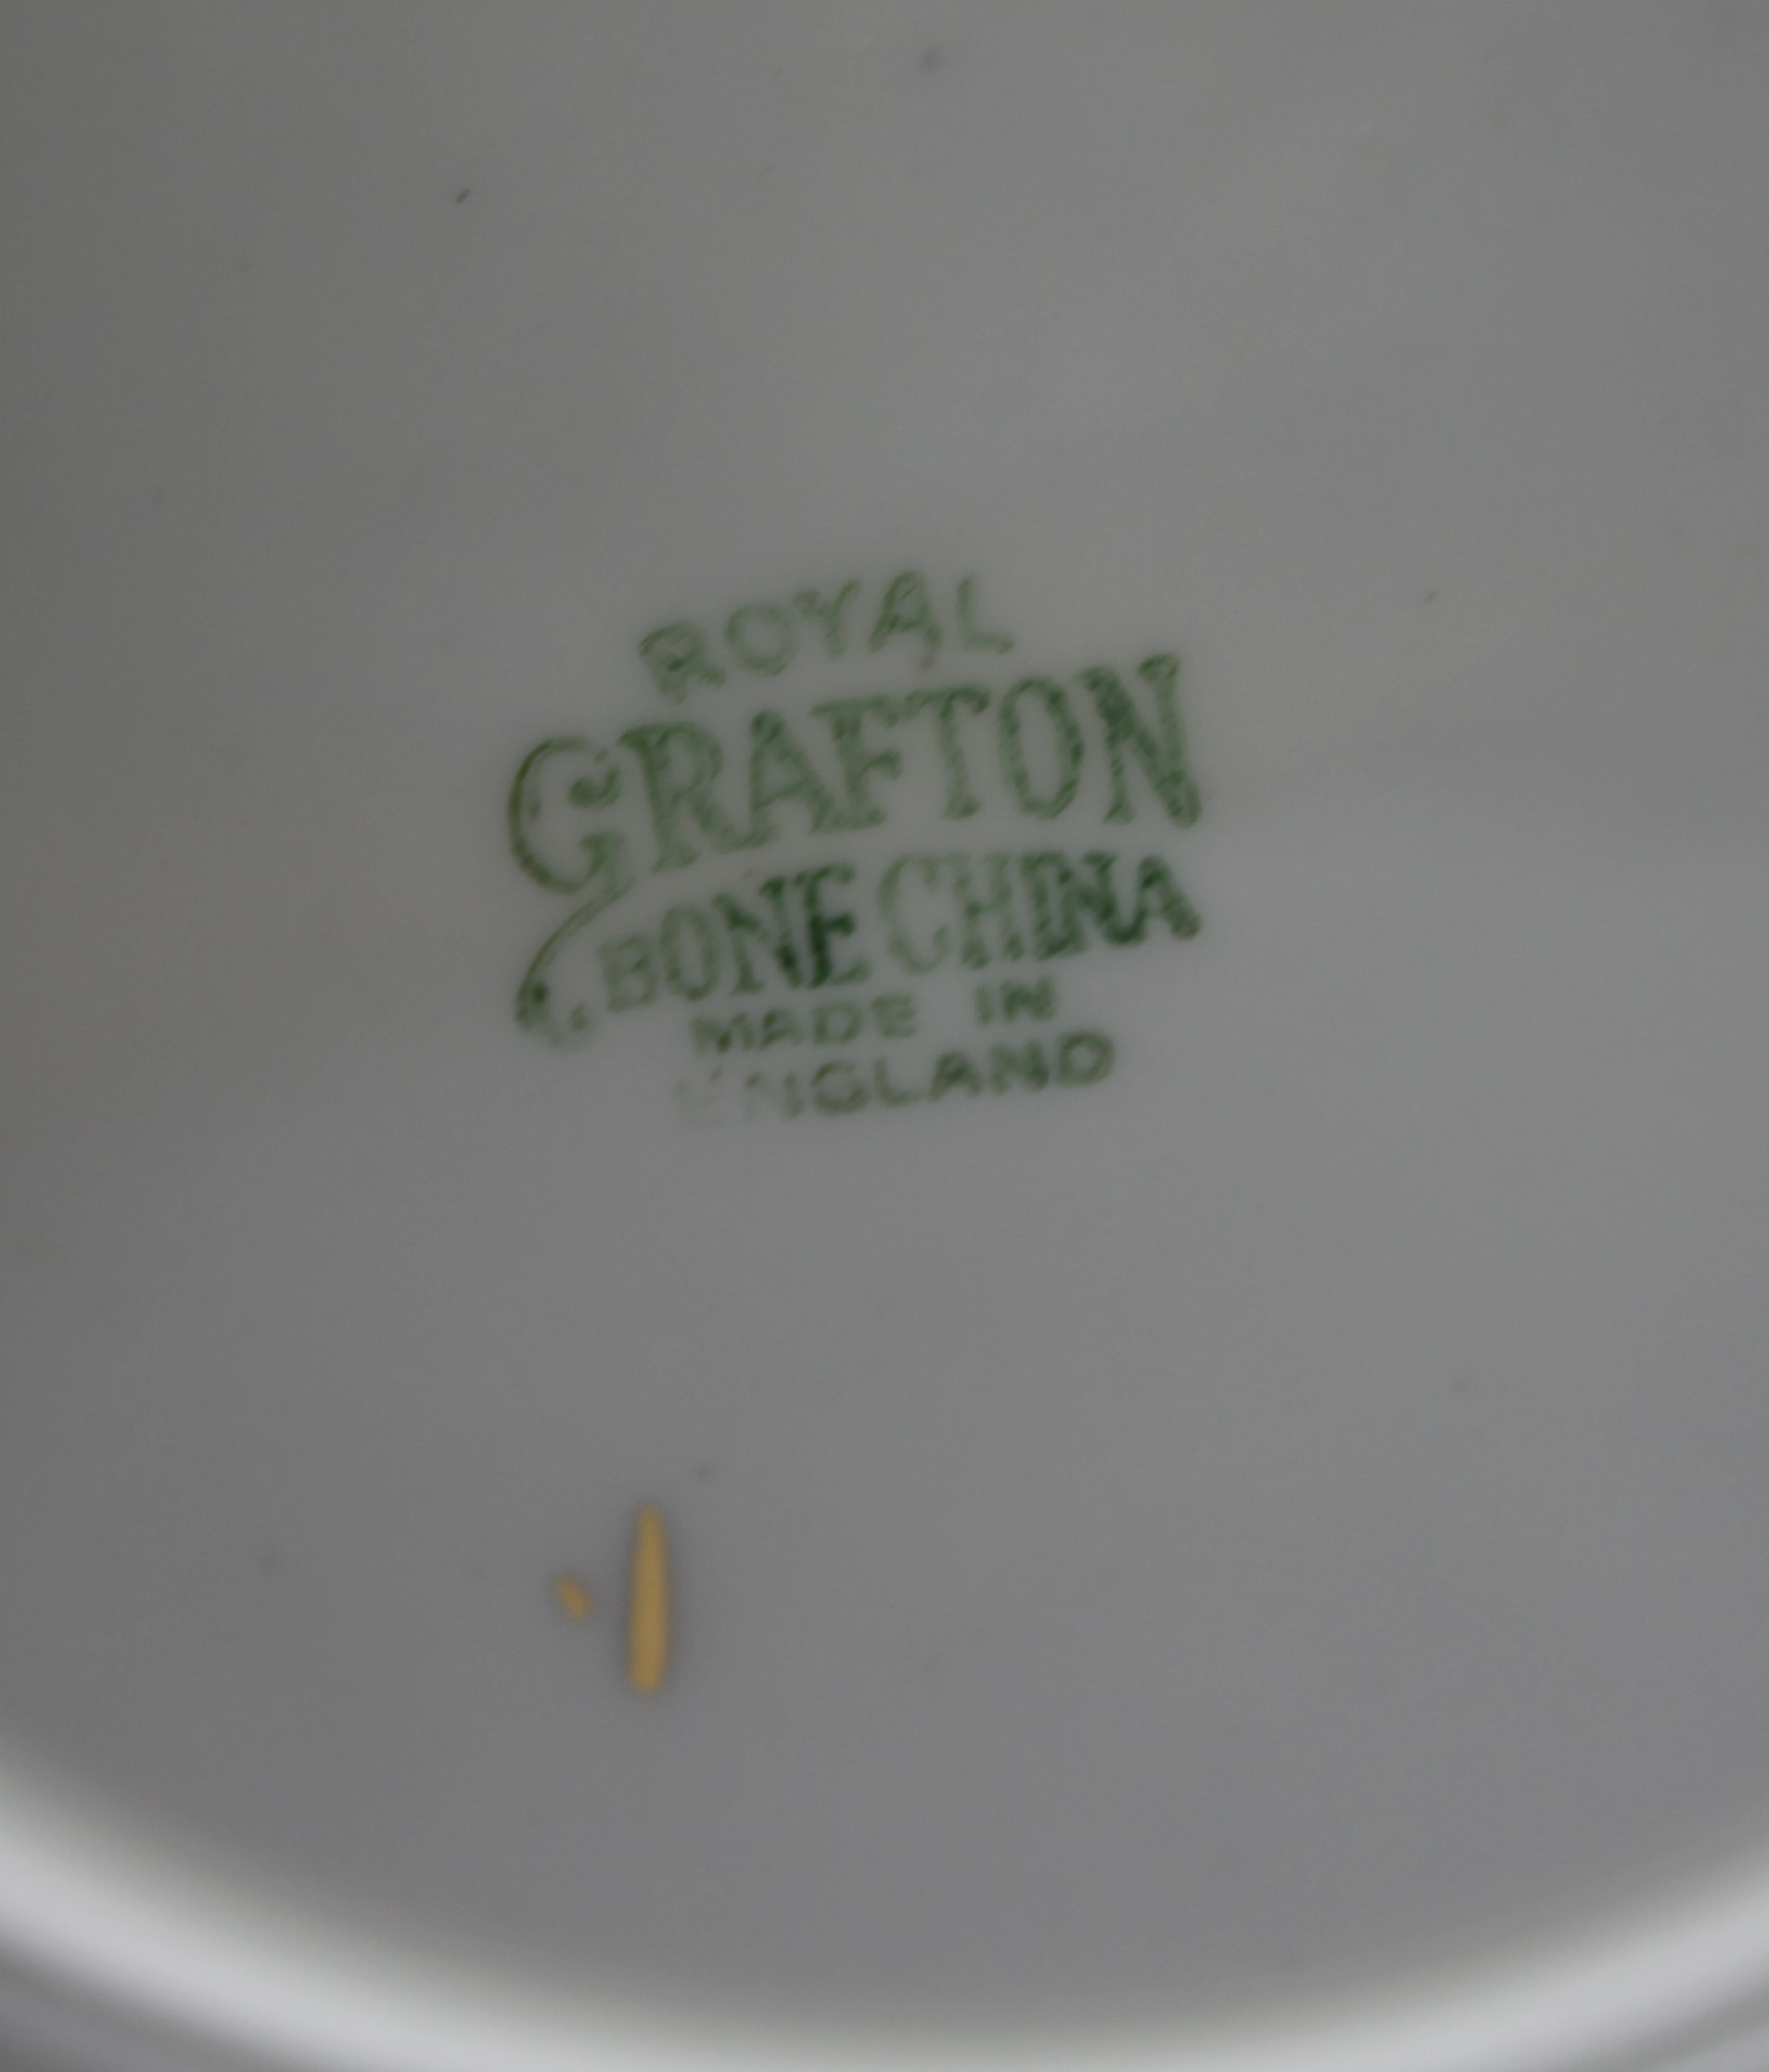 ROYAL
GRAFTON
BONE CHINA
MADE IN
ENGLAND